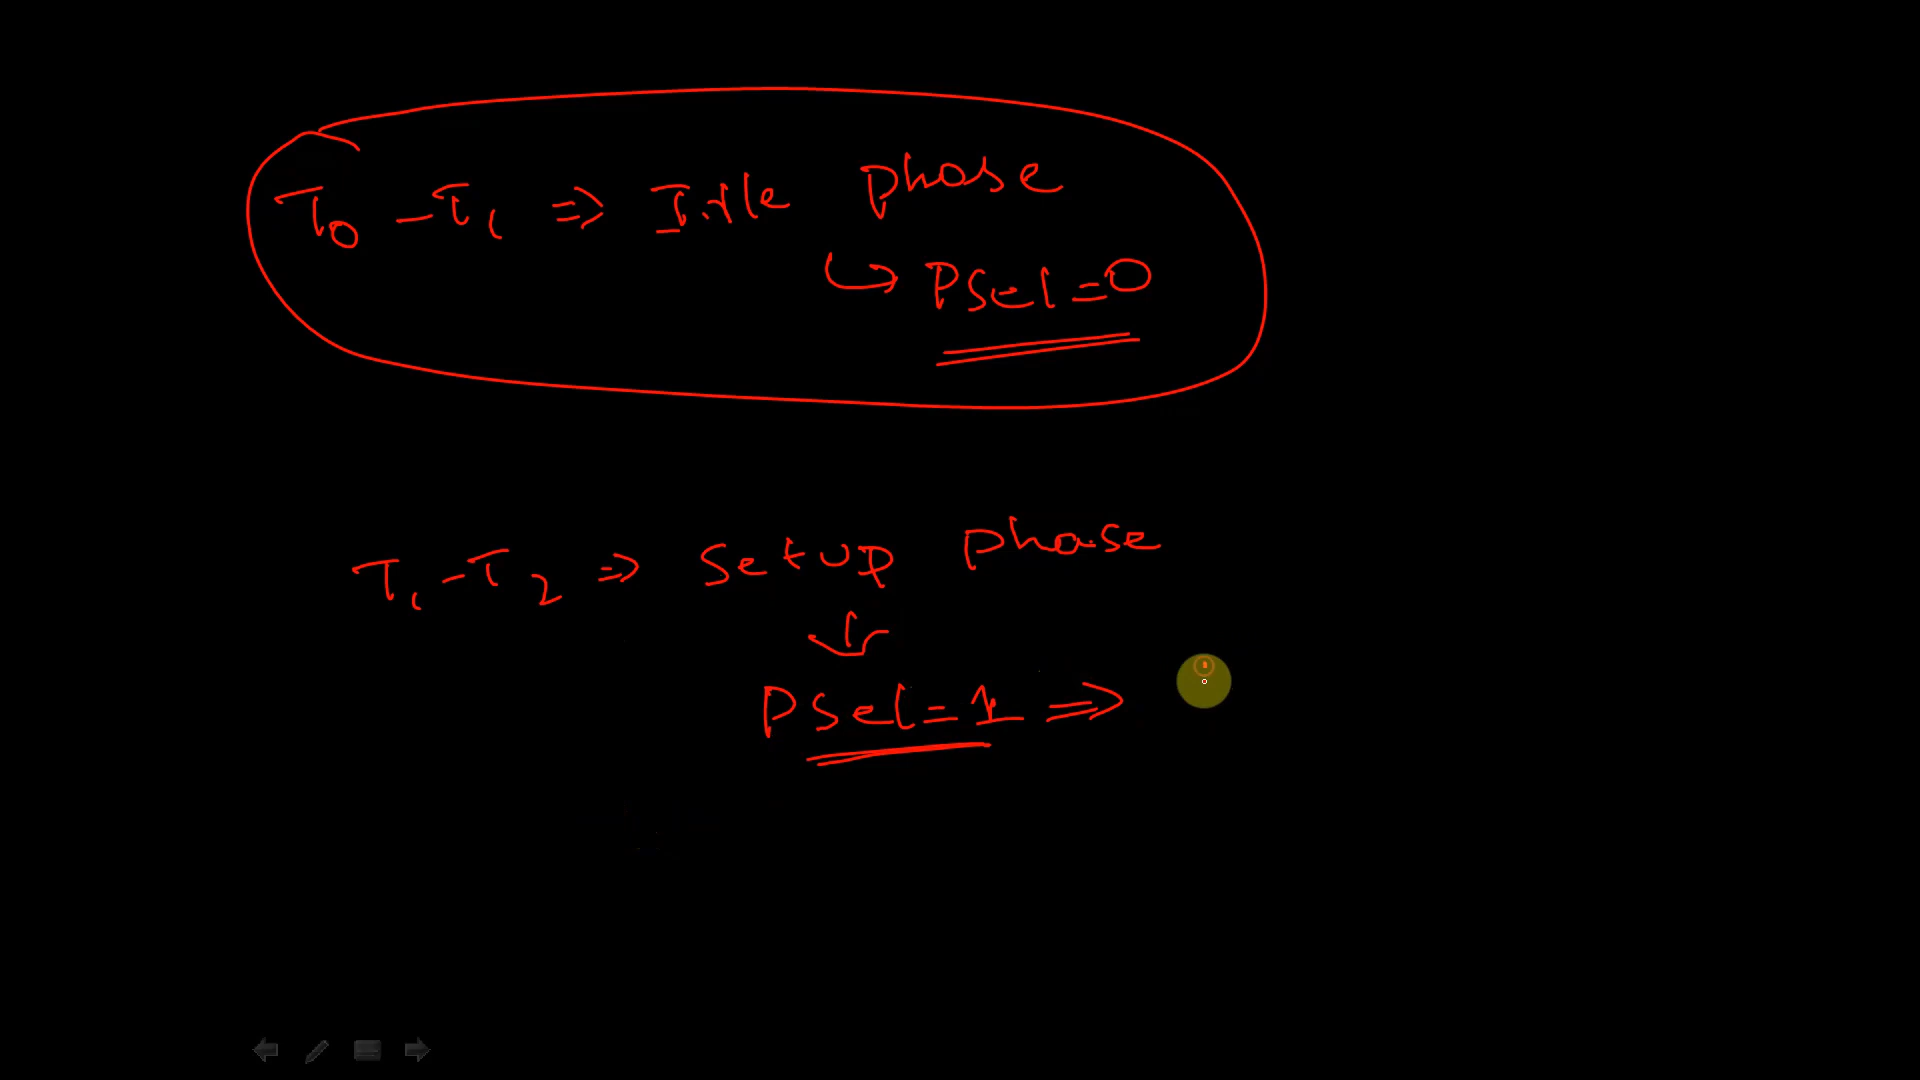 T0 - T1 ⇒ Idle phase
↪ PSel = 0
T1 - T2 ⇒ Setup phase
↓
PSel = 1 ⇒